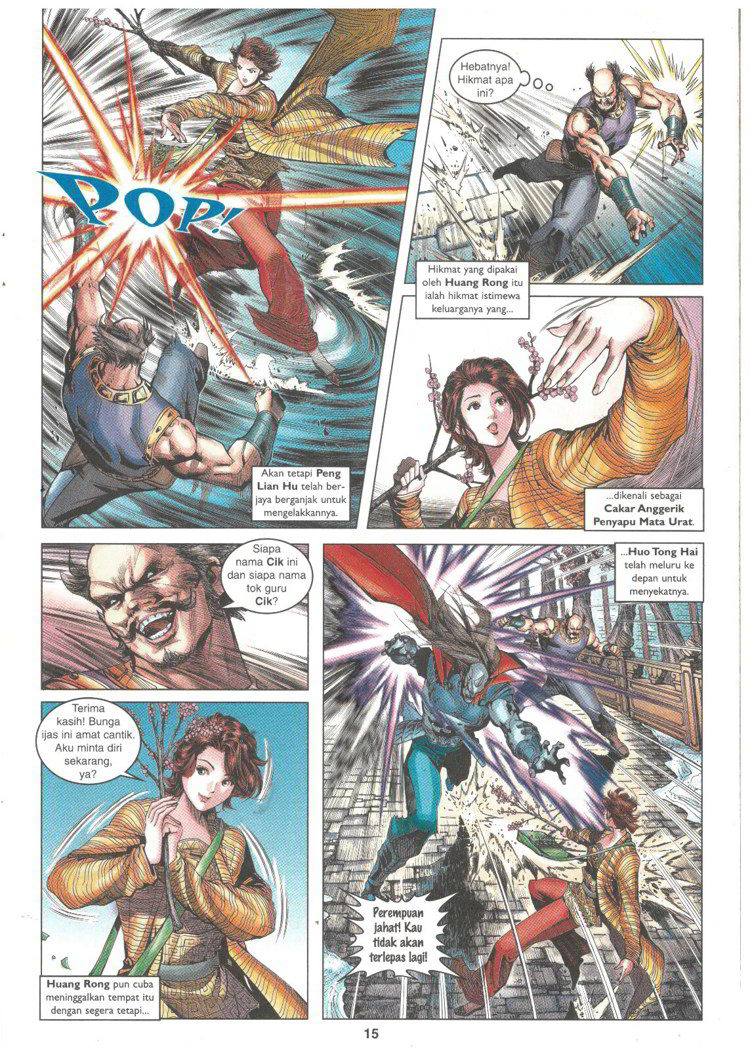 POP!
Akan tetapi Peng
Lian Hu telah ber-
jaya berganjak untuk
mengelakkannya.
Hebatnya!
Hikmat apa
ini?
Hikmat yang dipakai
oleh Huang Rong itu
ialah hikmat istimewa
keluarganya yang...
...dikenali sebagai
Cakar Anggerik
Penyapu Mata Urat.
Siapa
nama Cik ini
dan siapa nama
tok guru
Cik?
Terima
kasih! Bunga
ijas ini amat cantik.
Aku minta diri
sekarang,
ya?
Huang Rong pun cuba
meninggalkan tempat itu
dengan segera tetapi...
...Huo Tong Hai
telah meluru ke
depan untuk
menyekatnya.
Perempuan
jahat! Kau
tidak akan
terlepas lagi!
15